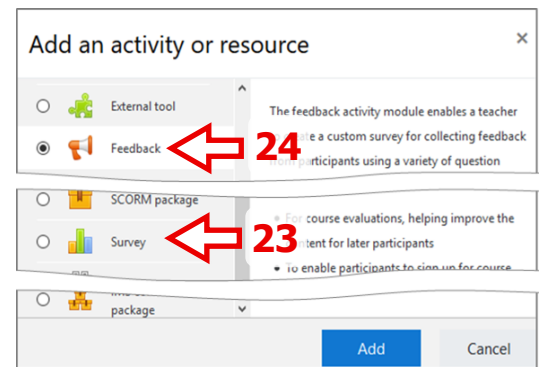 Add an activity or resource ×
External tool
Feedback
24
The feedback activity module enables a teacher
a custom survey for collecting feedback
participants using a variety of question
SCORM package
Survey
23
• For course evaluations, helping improve the
content for later participants
• To enable participants to sign up for course
package
Add Cancel